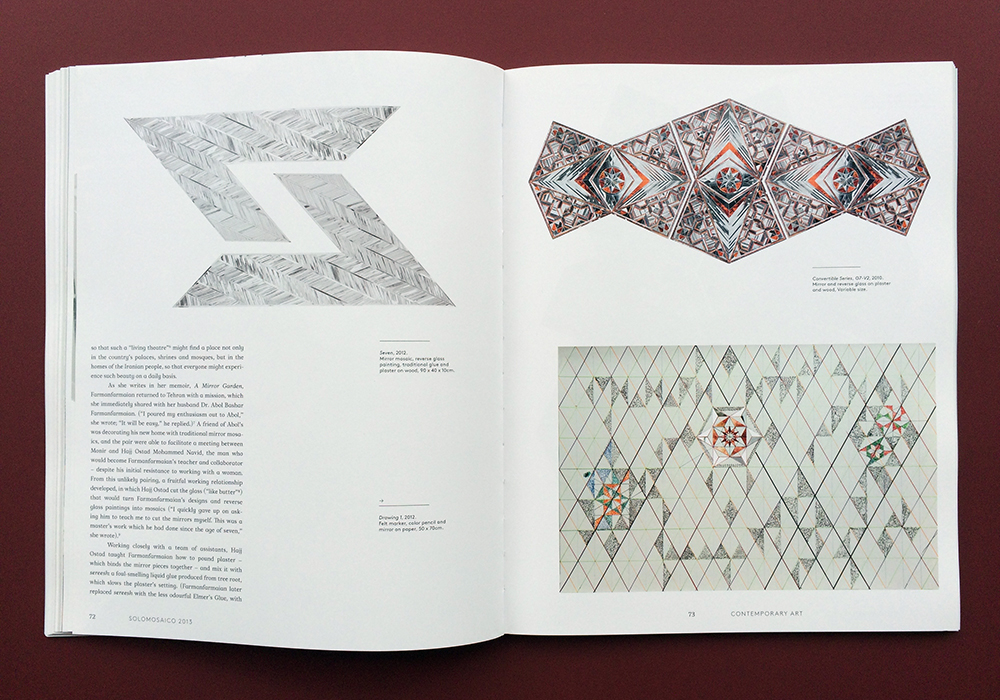 so that such a "living theatre"⁶ might find a place not only
in the country's palaces, shrines and mosques, but in the
homes of the Iranian people, so that everyone might experi-
ence such beauty on a daily basis.
As she writes in her memoir, A Mirror Garden,
Farmanfarmaian returned to Tehran with a mission, which
she immediately shared with her husband Dr. Abol Bashar
Farmanfarmaian. ("I poured my enthusiasm out to Abol,"
she wrote; "It will be easy," he replied.)⁷ A friend of Abol's
was decorating his new home with traditional mirror mosa-
ics, and the pair were able to facilitate a meeting between
Monir and Hajj Ostad Mohammed Navid, the man who
would become Farmanfarmaian's teacher and collaborator
– despite his initial resistance to working with a woman.
From this unlikely pairing, a fruitful working relationship
developed, in which Hajj Ostad cut the glass ("like butter"⁸)
that would turn Farmanfarmaian's designs and reverse
glass paintings into mosaics ("I quickly gave up on ask-
ing him to teach me to cut the mirrors myself. This was a
master's work which he had done since the age of seven,"
she wrote).⁹
Working closely with a team of assistants, Hajj
Ostad taught Farmanfarmaian how to pound plaster –
which binds the mirror pieces together – and mix it with
sereesh: a foul-smelling liquid glue produced from tree root,
which slows the plaster's setting. (Farmanfarmaian later
replaced sereesh with the less odourful Elmer's Glue, with
72
SOLOMOSAICO 2013
Seven, 2012.
Mirror mosaic, reverse glass
painting, traditional glue and
plaster on wood, 90 x 40 x 10cm.
→
Drawing 1, 2012.
Felt marker, color pencil and
mirror on paper, 50 x 70cm.
Convertible Series, G7-V2, 2010.
Mirror and reverse glass on plaster
and wood, Variable size.
73
CONTEMPORARY ART